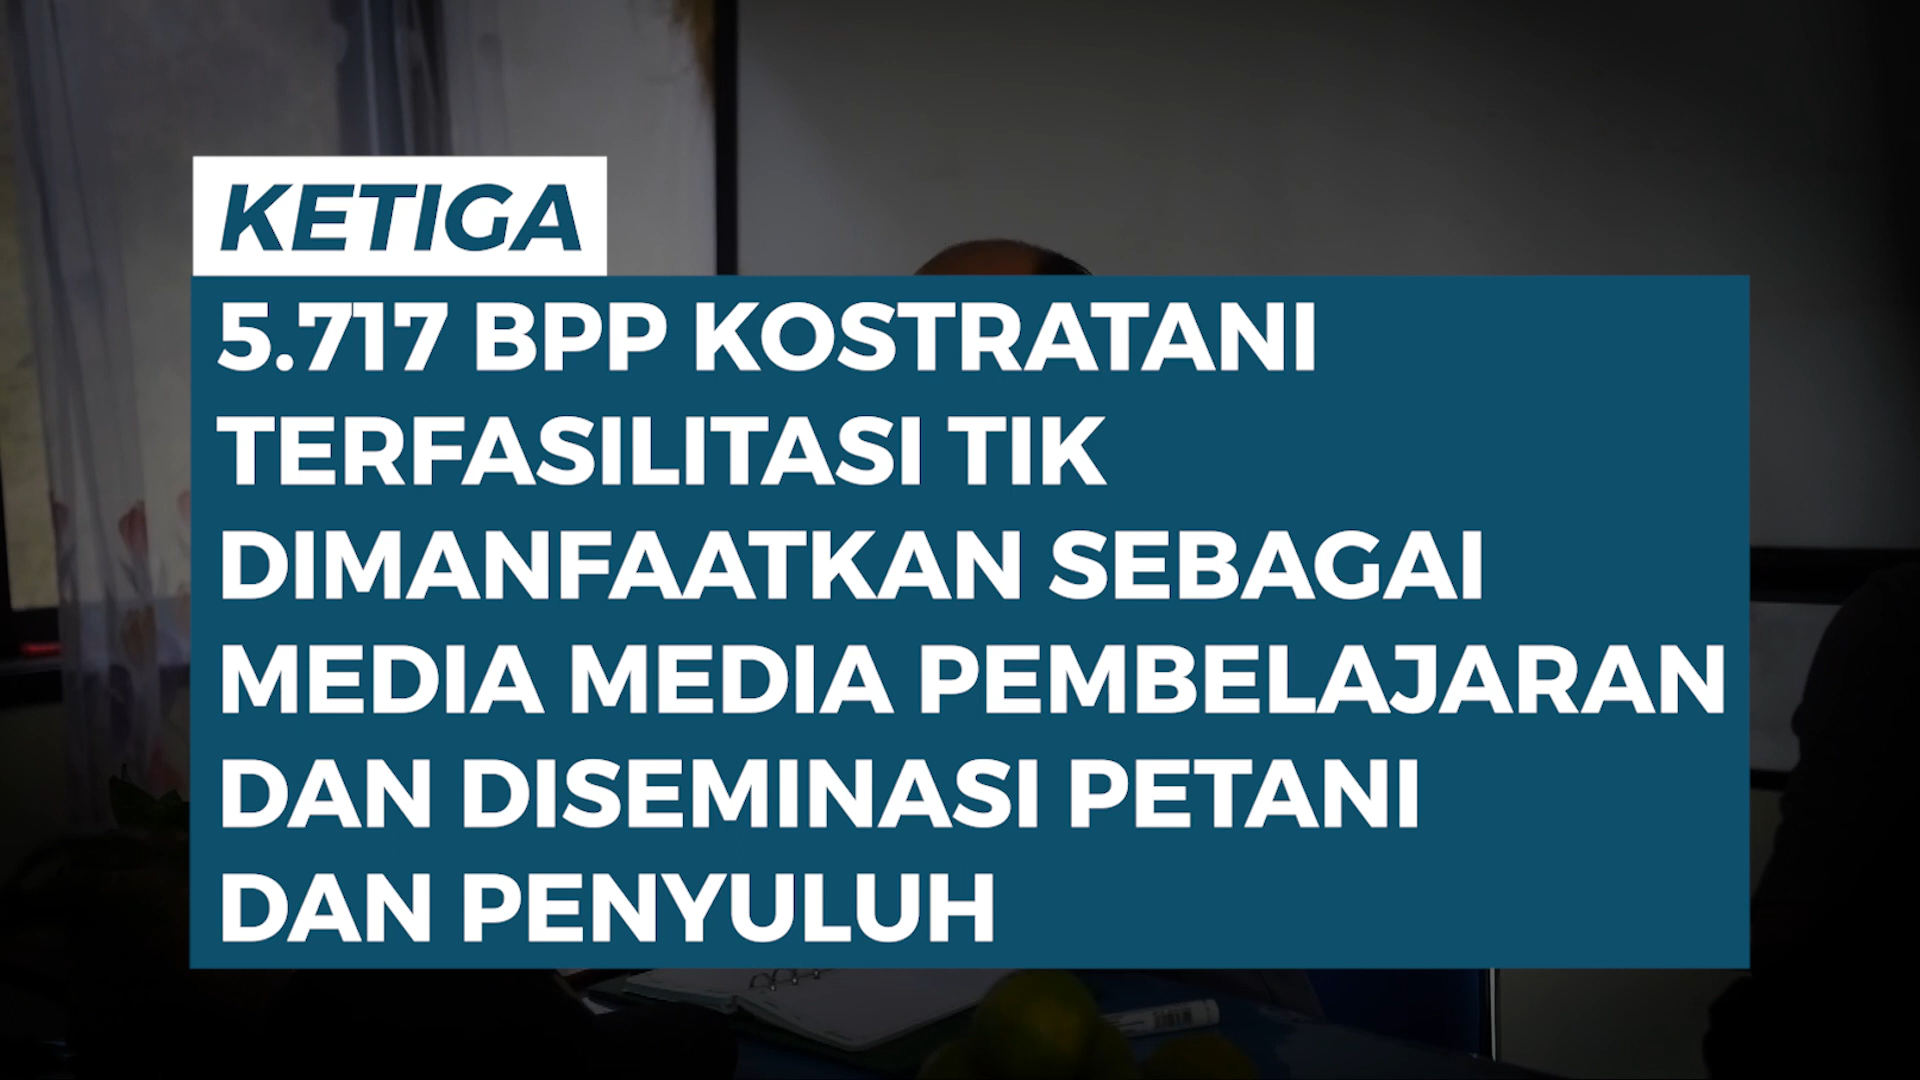 KETIGA
5.717 BPP KOSTRATANI
TERFASILITASI TIK
DIMANFAATKAN SEBAGAI
MEDIA MEDIA PEMBELAJARAN
DAN DISEMINASI PETANI
DAN PENYULUH